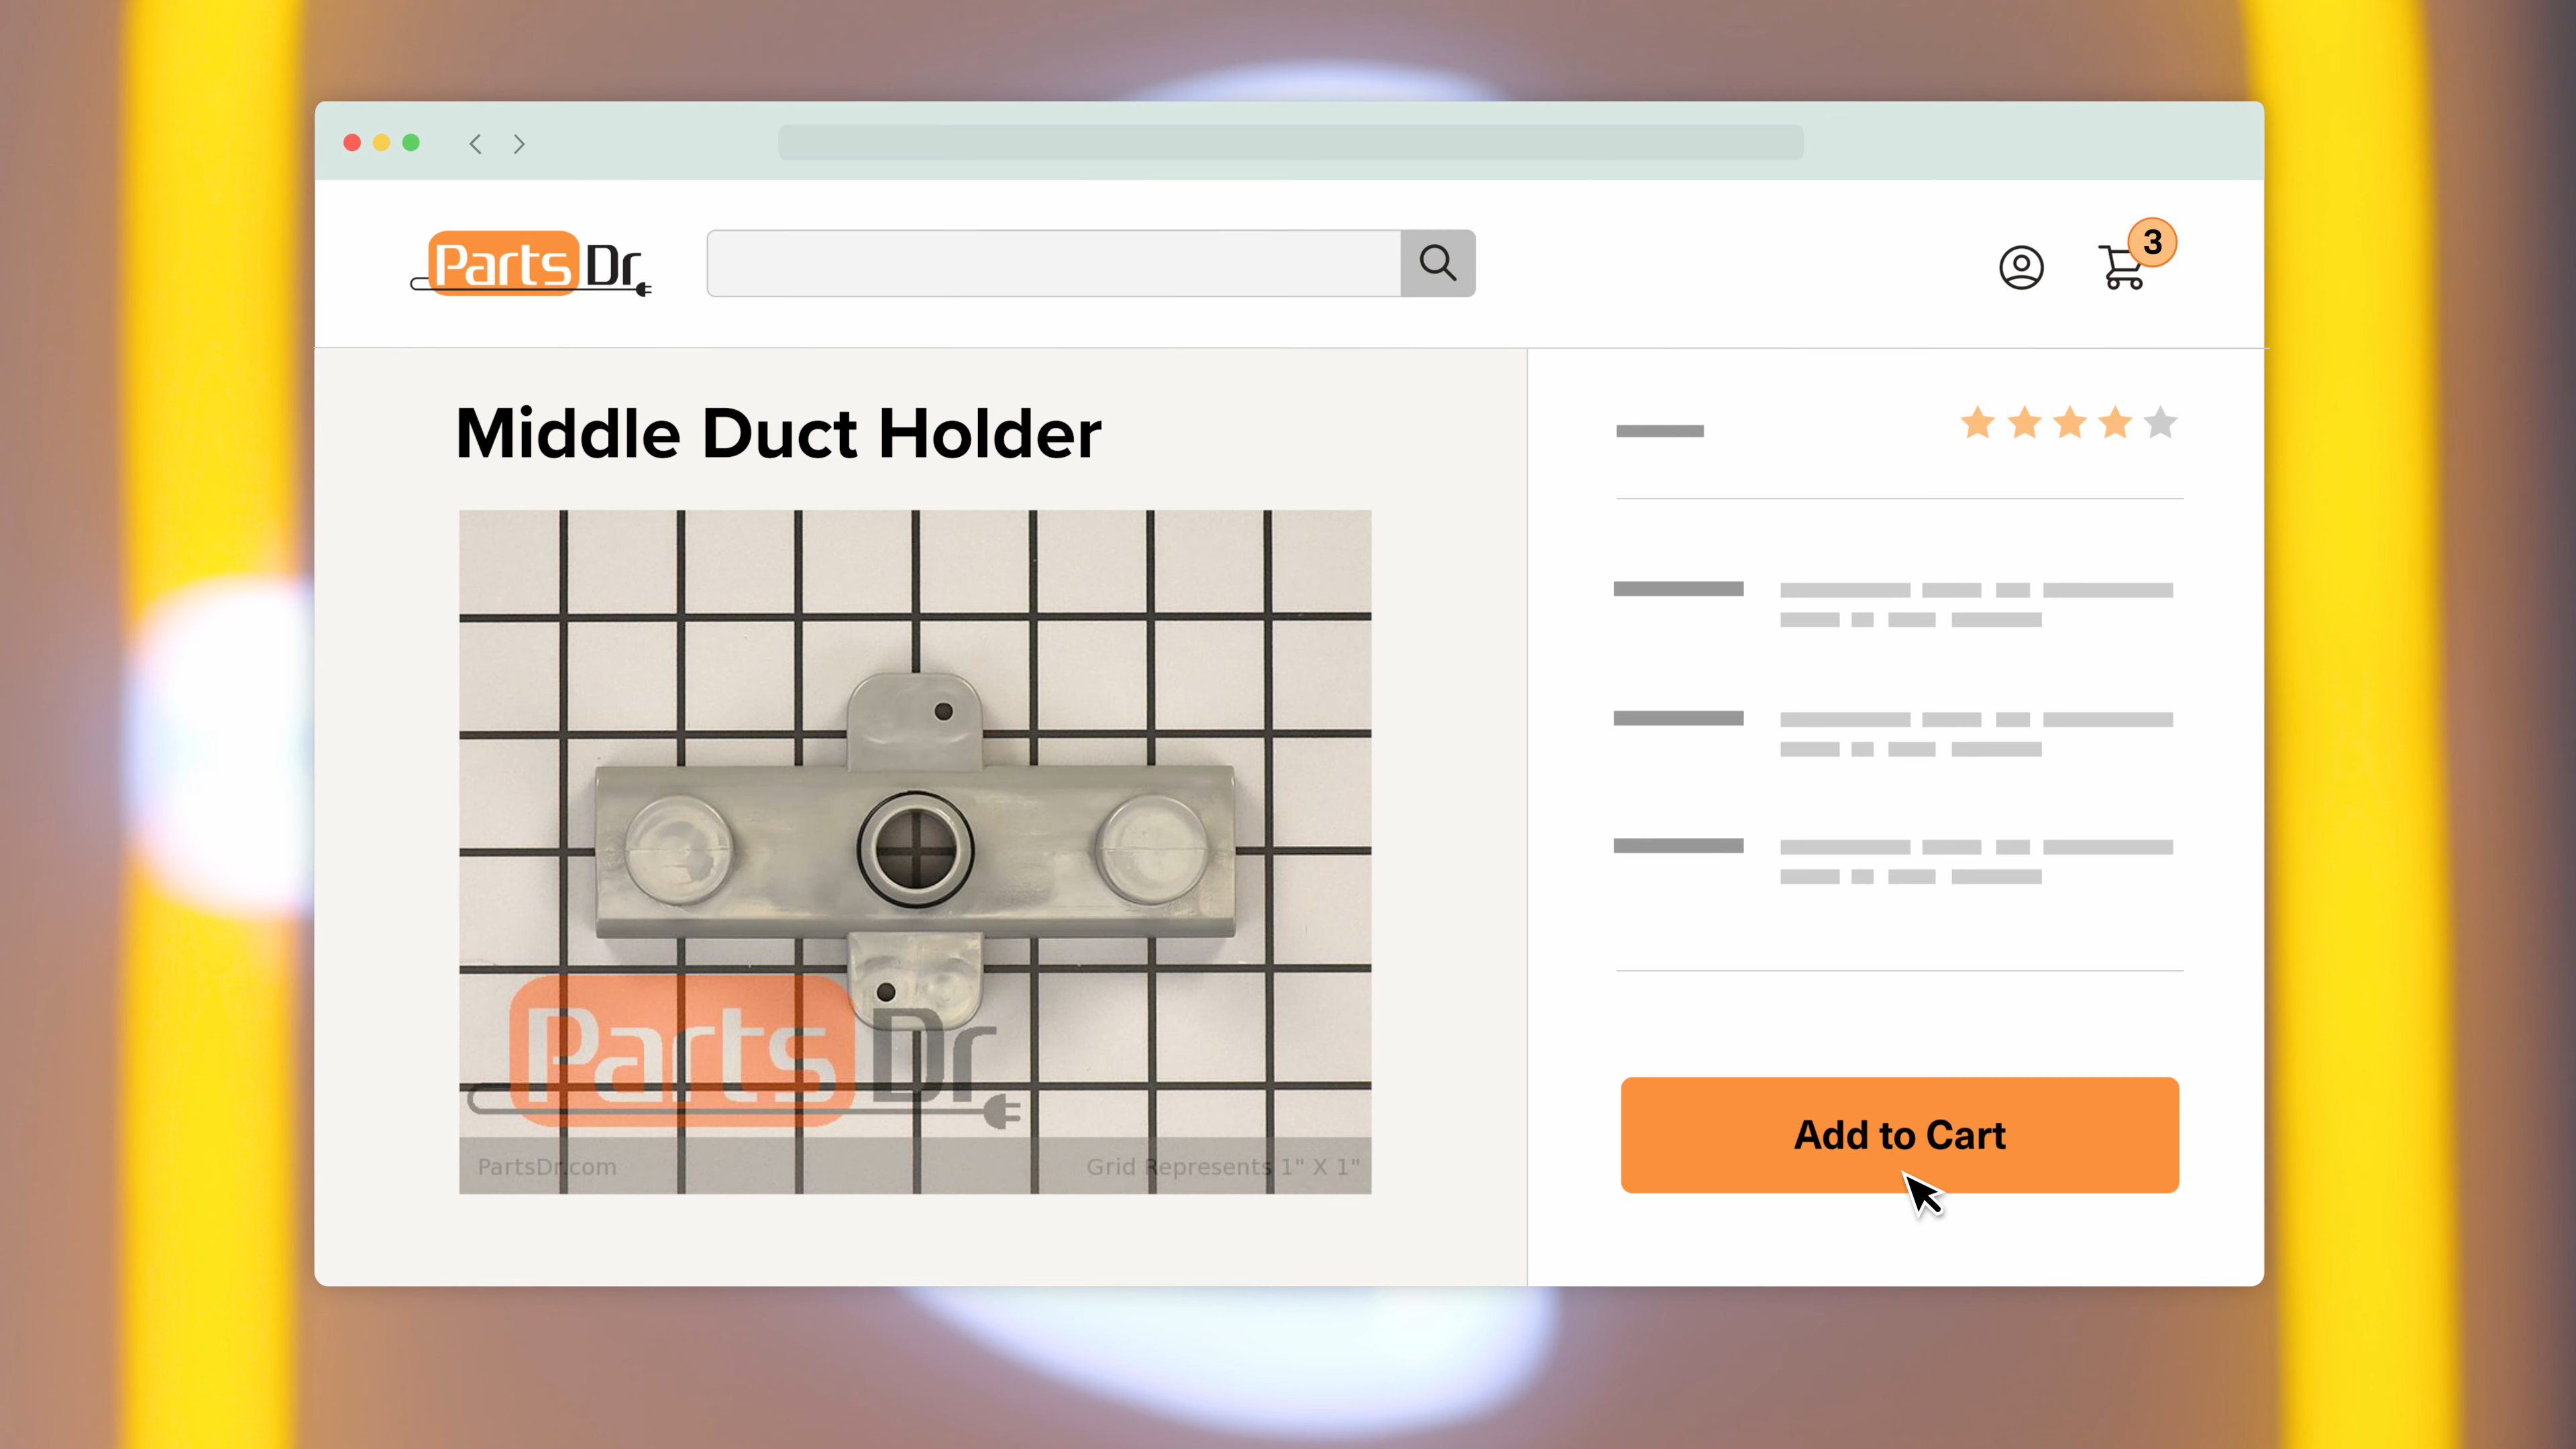 Parts Dr
3
Middle Duct Holder
Parts Dr
PartsDr.com
Grid Represents 1" X 1"
Add to Cart